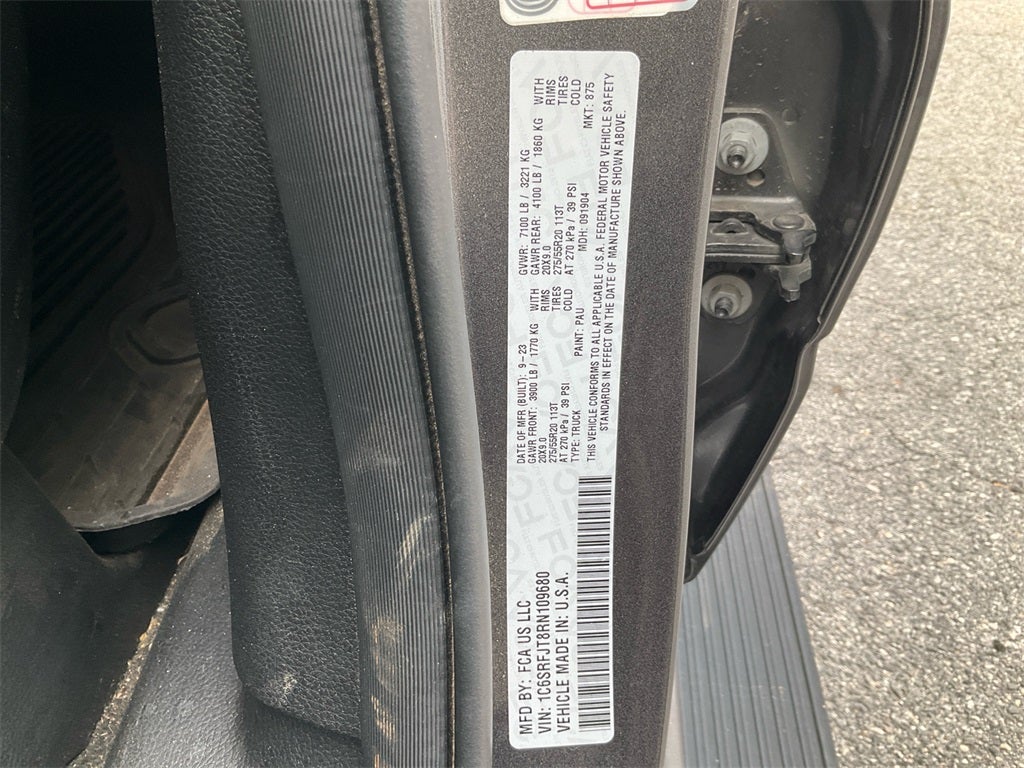 MFD BY: FCA US LLC
VIN: 1C6SRFJT8RN109680
VEHICLE MADE IN: U.S.A.
DATE OF MFR (BUILT): 9-23
GAWR FRONT: 3900 LB / 1770 KG WITH
20X9.0 RIMS
275/55R20 113T TIRES
AT 270 kPa / 39 PSI COLD
TYPE: TRUCK
PAINT: PAU
GVWR: 7100 LB / 3221 KG
GAWR REAR: 4100 LB / 1860 KG WITH
20X9.0 RIMS
275/55R20 113T TIRES
AT 270 kPa / 39 PSI COLD
MDH: 091904
MKT: 875
THIS VEHICLE CONFORMS TO ALL APPLICABLE U.S.A. FEDERAL MOTOR VEHICLE SAFETY
STANDARDS IN EFFECT ON THE DATE OF MANUFACTURE SHOWN ABOVE.